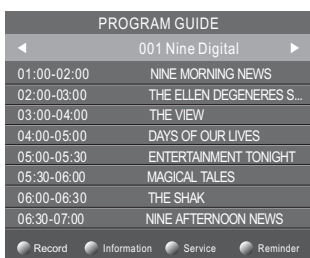 PROGRAM GUIDE
001 Nine Digital
01:00-02:00 NINE MORNING NEWS
02:00-03:00 THE ELLEN DEGENERES S...
03:00-04:00 THE VIEW
04:00-05:00 DAYS OF OUR LIVES
05:00-05:30 ENTERTAINMENT TONIGHT
05:30-06:00 MAGICAL TALES
06:00-06:30 THE SHAK
06:30-07:00 NINE AFTERNOON NEWS
Record Information Service Reminder